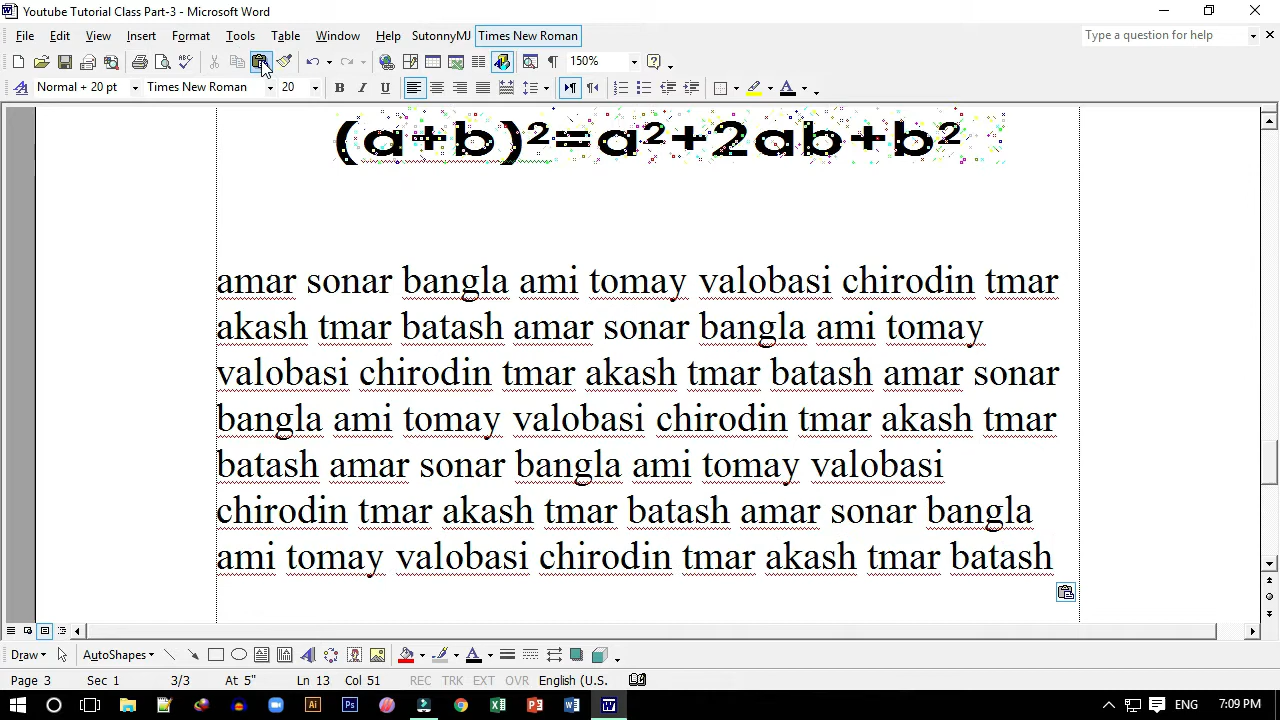 Youtube Tutorial Class Part-3 - Microsoft Word
File Edit View Insert Format Tools Table Window Help SutonnyMJ Times New Roman Type a question for help
150%
Normal + 20 pt Times New Roman 20 B I U
(a+b)²=a²+2ab+b²
amar sonar bangla ami tomay valobasi chirodin tmar
akash tmar batash amar sonar bangla ami tomay
valobasi chirodin tmar akash tmar batash amar sonar
bangla ami tomay valobasi chirodin tmar akash tmar
batash amar sonar bangla ami tomay valobasi
chirodin tmar akash tmar batash amar sonar bangla
ami tomay valobasi chirodin tmar akash tmar batash
Draw AutoShapes
Page 3 Sec 1 3/3 At 5" Ln 13 Col 51 REC TRK EXT OVR English (U.S.
ENG 7:09 PM